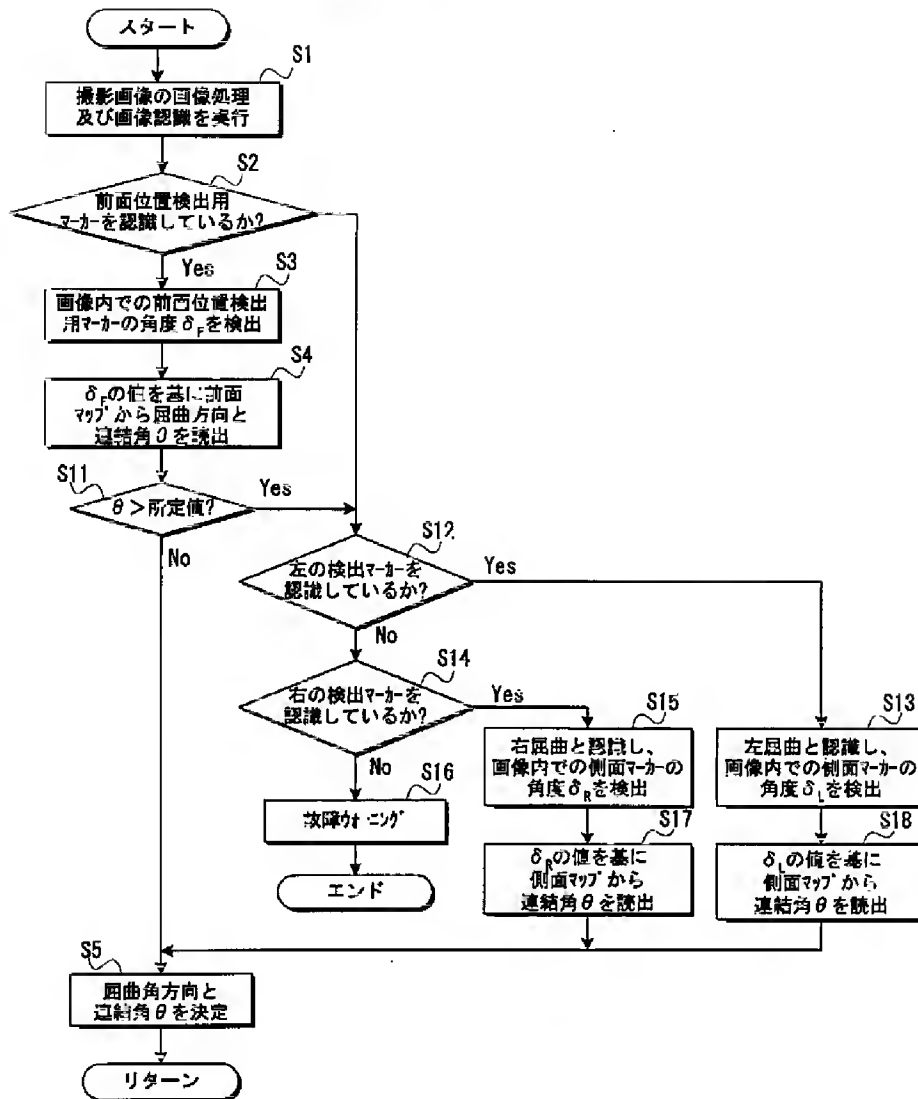 スタート
S1
撮影画像の画像処理
及び画像認識を実行
S2
前面位置検出用
マーカーを認識しているか?
Yes
S3
画像内での前面位置検出
用マーカーの角度δFを検出
S4
δFの値を基に前面
マップから屈曲方向と
連結角θを読出
S11
θ>所定値?
Yes
No
S12
左の検出マーカーを
認識しているか?
Yes
No
S14
右の検出マーカーを
認識しているか?
Yes
No
S15
右屈曲と認識し、
画像内での側面マーカーの
角度δRを検出
S13
左屈曲と認識し、
画像内での側面マーカーの
角度δLを検出
S16
故障ウォーニング
エンド
S17
δRの値を基に
側面マップから
連結角θを読出
S18
δLの値を基に
側面マップから
連結角θを読出
S5
屈曲角方向と
連結角θを決定
リターン